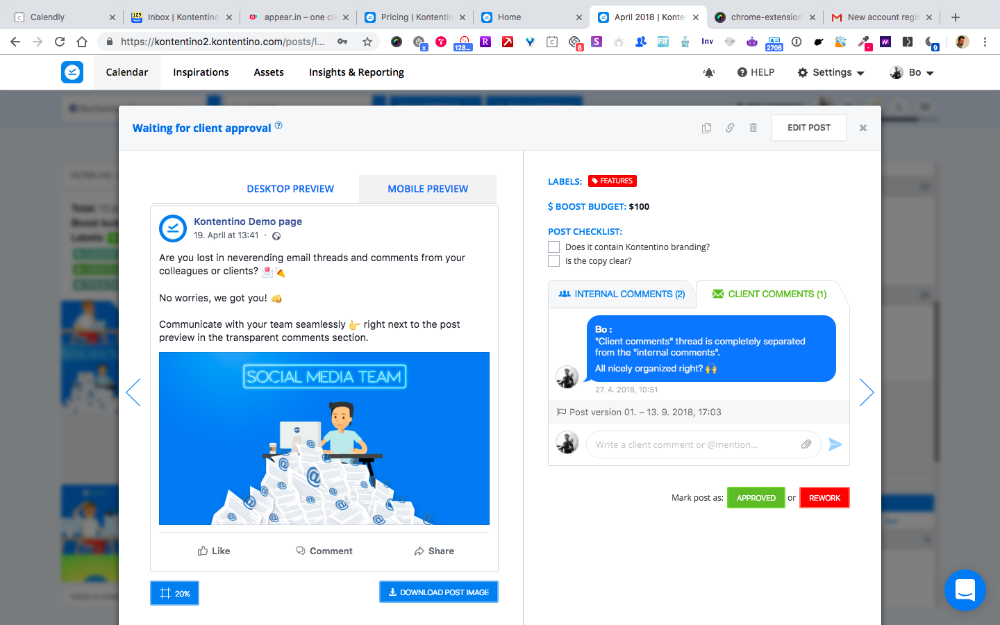 Calendly
Inbox | Kontentino
appear.in – one cli
Pricing | Kontentin
Home
April 2018 | Konte
chrome-extension
New account regis
https://kontentino2.kontentino.com/posts/l...
x
128...
8
Inv
2706
9
Calendar
Inspirations
Assets
Insights & Reporting
HELP
Settings
Bo
Waiting for client approval
EDIT POST
DESKTOP PREVIEW
MOBILE PREVIEW
Kontentino Demo page
19. April at 13:41 ·
Are you lost in neverending email threads and comments from your
colleagues or clients?
No worries, we got you!
Communicate with your team seamlessly 👉 right next to the post
preview in the transparent comments section.
SOCIAL MEDIA TEAM
Like
Comment
Share
20%
DOWNLOAD POST IMAGE
LABELS: FEATURES
$ BOOST BUDGET: $100
POST CHECKLIST:
Does it contain Kontentino branding?
Is the copy clear?
INTERNAL COMMENTS (2)
CLIENT COMMENTS (1)
Bo :
"Client comments" thread is completely separated
from the "internal comments".
All nicely organized right? 🙌
27. 4. 2018, 10:51
Post version 01. – 13. 9. 2018, 17:03
Write a client comment or @mention...
Mark post as: APPROVED or REWORK